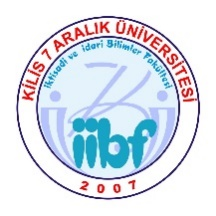 KİLİS 7 ARALIK ÜNİVERSİTESİ
İktisadi ve İdari Bilimler Fakültesi
iibf
2007